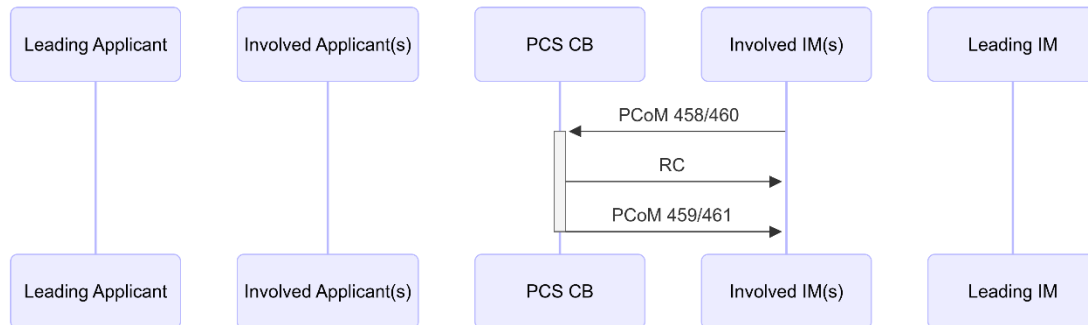 Leading Applicant
Involved Applicant(s)
PCS CB
Involved IM(s)
Leading IM
PCoM 458/460
RC
PCoM 459/461
Leading Applicant
Involved Applicant(s)
PCS CB
Involved IM(s)
Leading IM